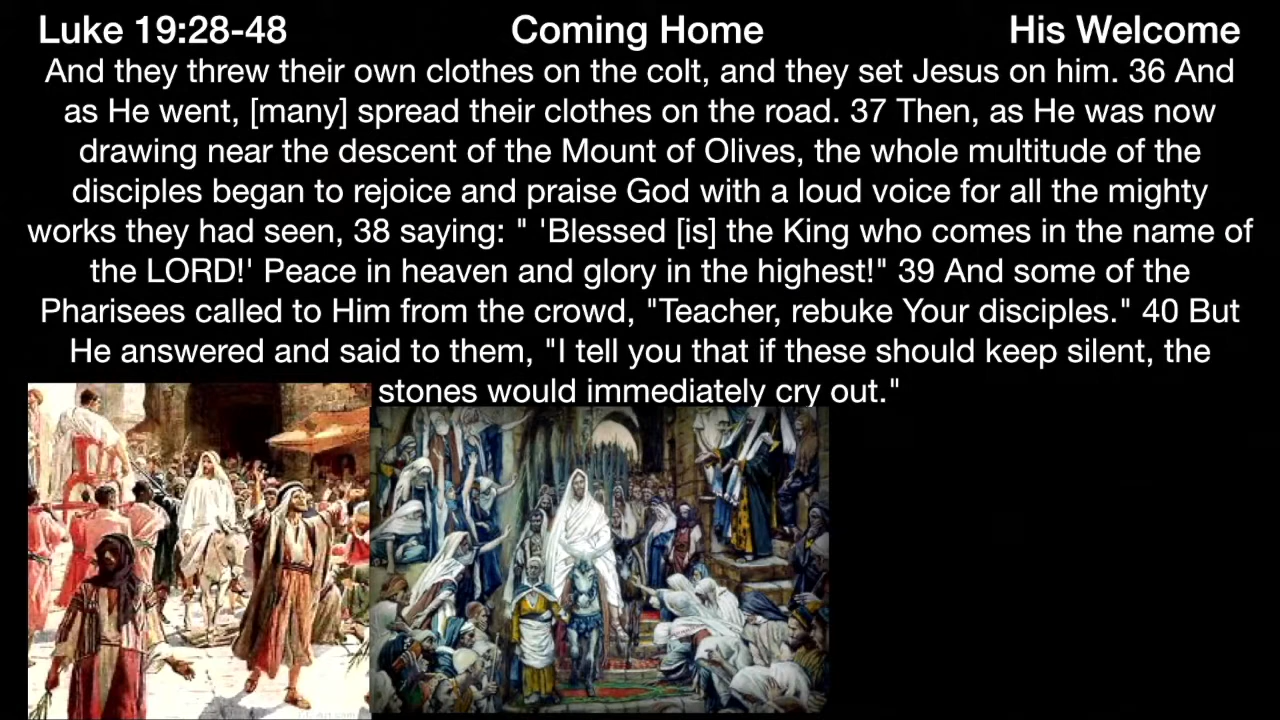 Luke 19:28-48 Coming Home His Welcome
And they threw their own clothes on the colt, and they set Jesus on him. 36 And
as He went, [many] spread their clothes on the road. 37 Then, as He was now
drawing near the descent of the Mount of Olives, the whole multitude of the
disciples began to rejoice and praise God with a loud voice for all the mighty
works they had seen, 38 saying: " 'Blessed [is] the King who comes in the name of
the LORD!' Peace in heaven and glory in the highest!" 39 And some of the
Pharisees called to Him from the crowd, "Teacher, rebuke Your disciples." 40 But
He answered and said to them, "I tell you that if these should keep silent, the
stones would immediately cry out."